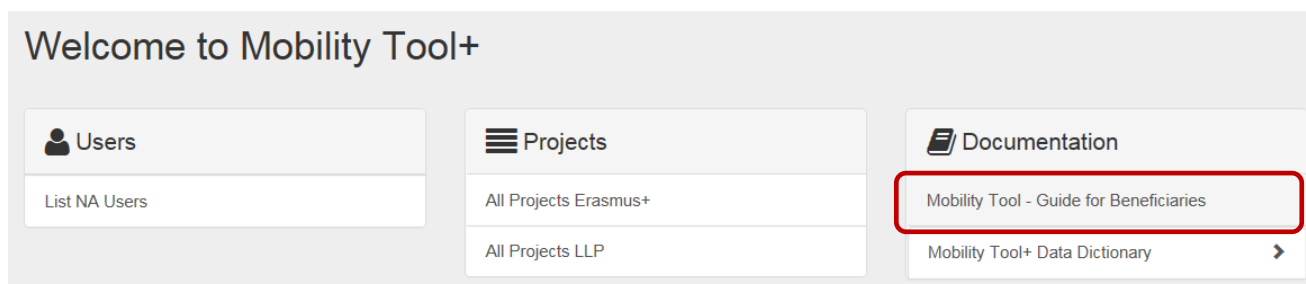 Welcome to Mobility Tool+
Users
List NA Users
Projects
All Projects Erasmus+
All Projects LLP
Documentation
Mobility Tool - Guide for Beneficiaries
Mobility Tool+ Data Dictionary